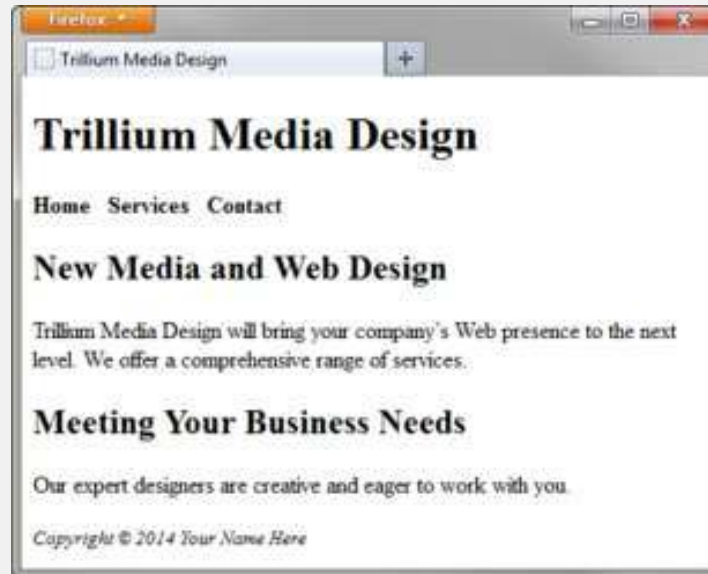 Firefox
Trillium Media Design
+
Trillium Media Design
Home Services Contact
New Media and Web Design
Trillium Media Design will bring your company's Web presence to the next
level. We offer a comprehensive range of services.
Meeting Your Business Needs
Our expert designers are creative and eager to work with you.
Copyright © 2014 Your Name Here